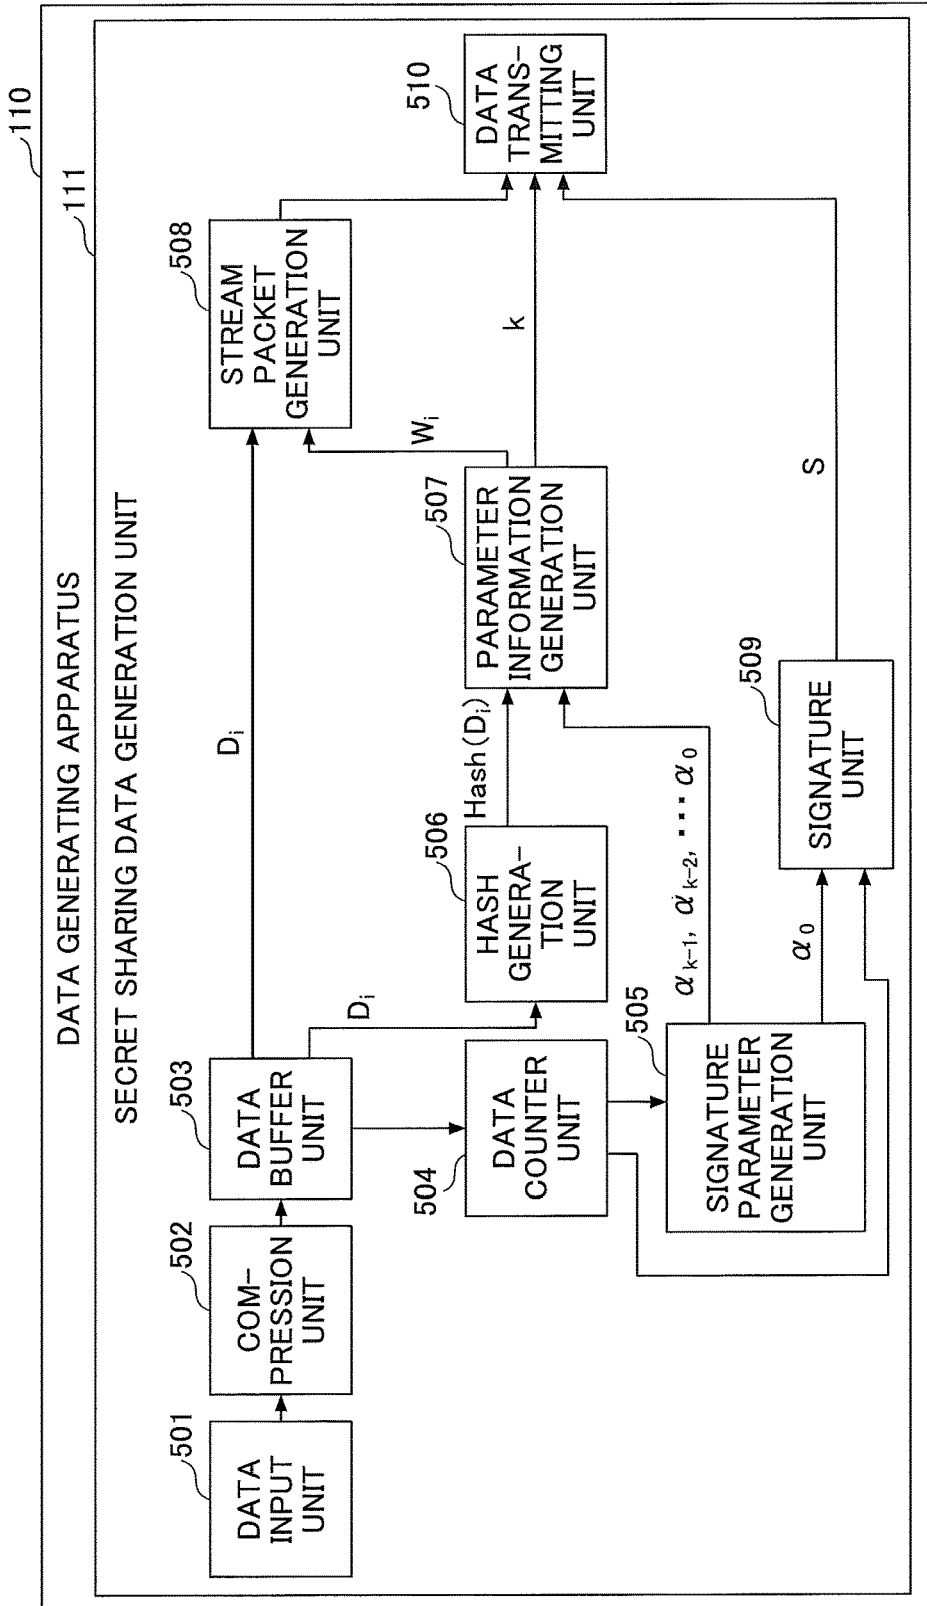 DATA GENERATING APPARATUS
110
SECRET SHARING DATA GENERATION UNIT
111
501
DATA
INPUT
UNIT
502
COM-
PRESSION
UNIT
503
DATA
BUFFER
UNIT
Di
508
STREAM
PACKET
GENERATION
UNIT
504
DATA
COUNTER
UNIT
Di
506
HASH
GENERA-
TION
UNIT
Hash(Di)
507
PARAMETER
INFORMATION
GENERATION
UNIT
Wi
k
510
DATA
TRANS-
MITTING
UNIT
505
SIGNATURE
PARAMETER
GENERATION
UNIT
αk-1, αk-2, ··· α0
α0
509
SIGNATURE
UNIT
S